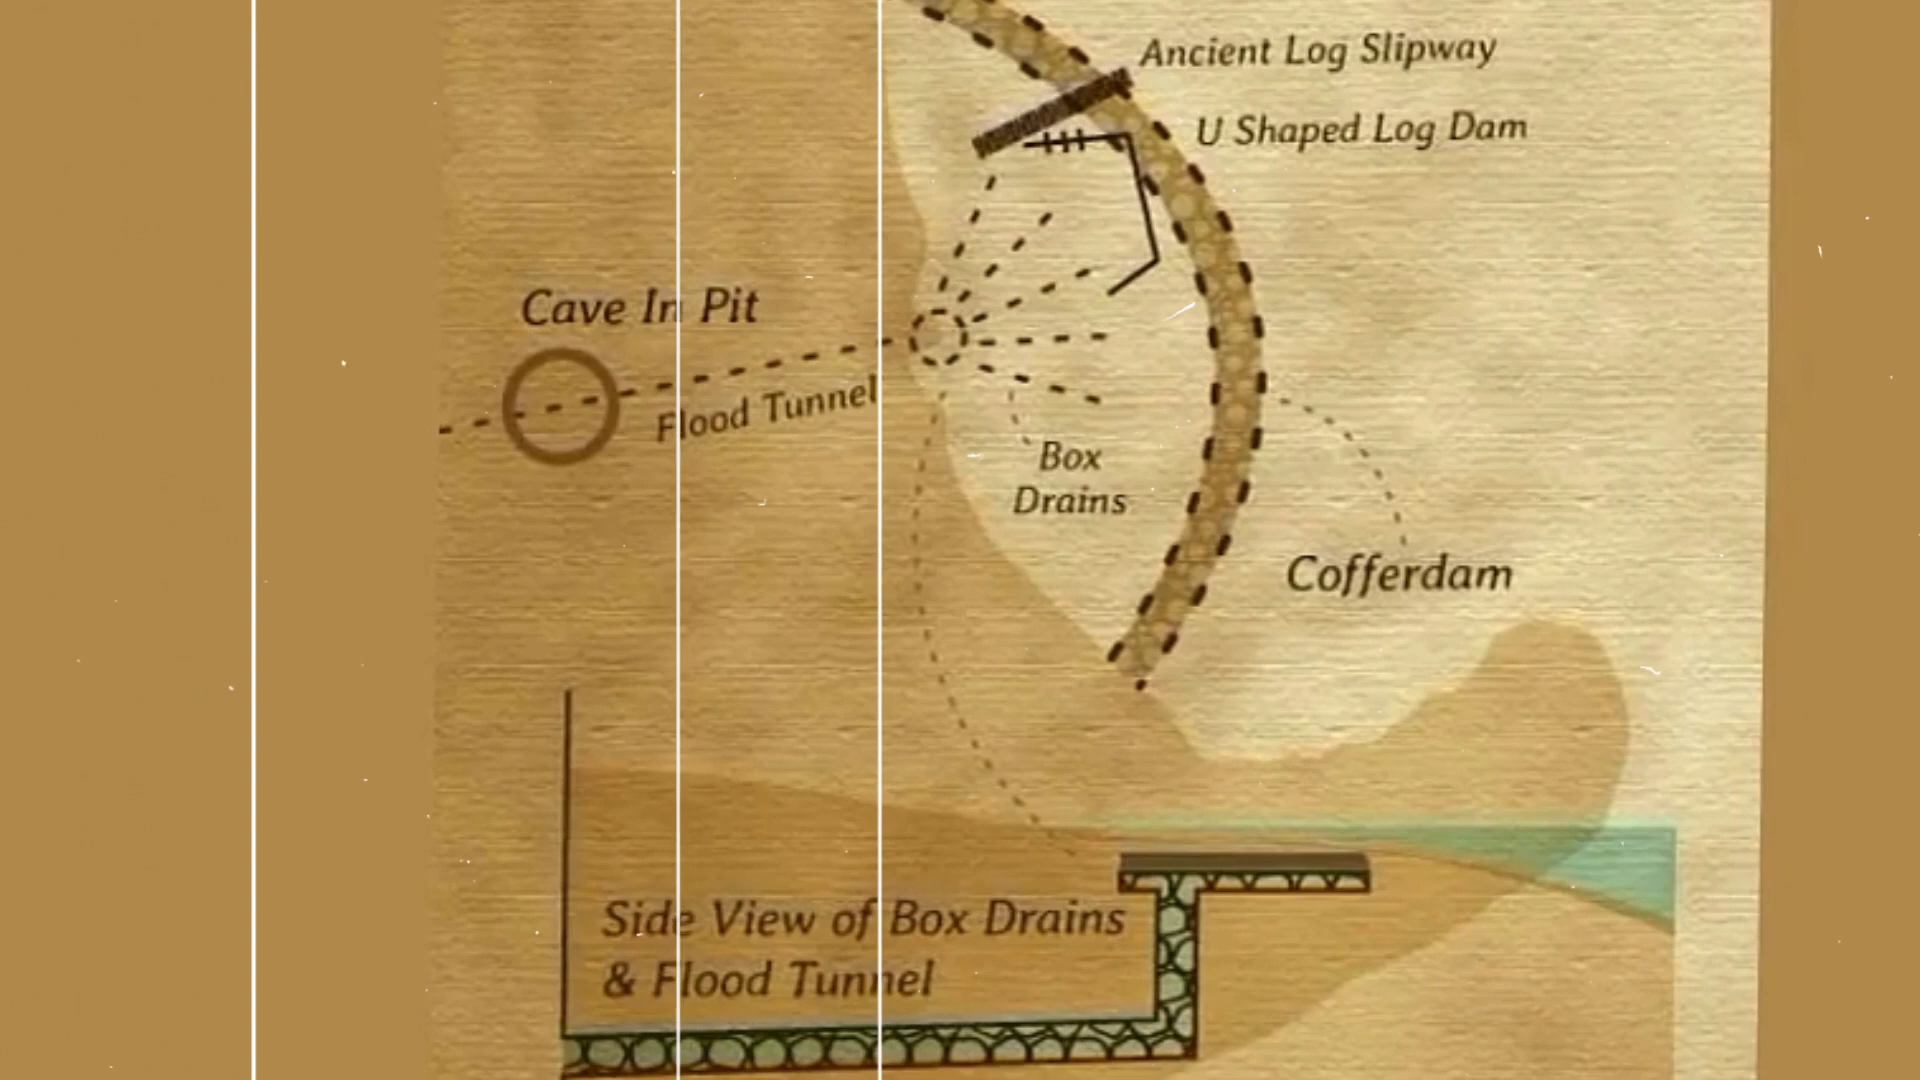 Ancient Log Slipway
U Shaped Log Dam
Cave In Pit
Flood Tunnel
Box
Drains
Cofferdam
Side View of Box Drains
& Flood Tunnel